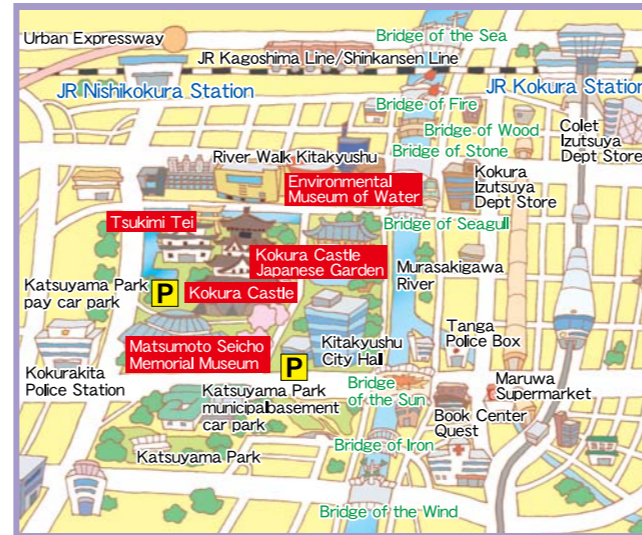 Urban Expressway
Bridge of the Sea
JR Kagoshima Line/Shinkansen Line
JR Nishikokura Station
JR Kokura Station
Bridge of Fire
Bridge of Wood
Colet
Izutsuya
Dept Store
Bridge of Stone
River Walk Kitakyushu
Environmental
Museum of Water
Kokura
Izutsuya
Dept Store
Tsukimi Tei
Bridge of Seagull
Kokura Castle
Japanese Garden
Murasakigawa
River
Katsuyama Park
pay car park
P
Kokura Castle
Matsumoto Seicho
Memorial Museum
Kitakyushu
City Hall
Tanga
Police Box
P
Kokurakita
Police Station
Bridge
of the Sun
Maruwa
Supermarket
Katsuyama Park
municipalbasement
car park
Book Center
Quest
Bridge of Iron
Katsuyama Park
Bridge of the Wind